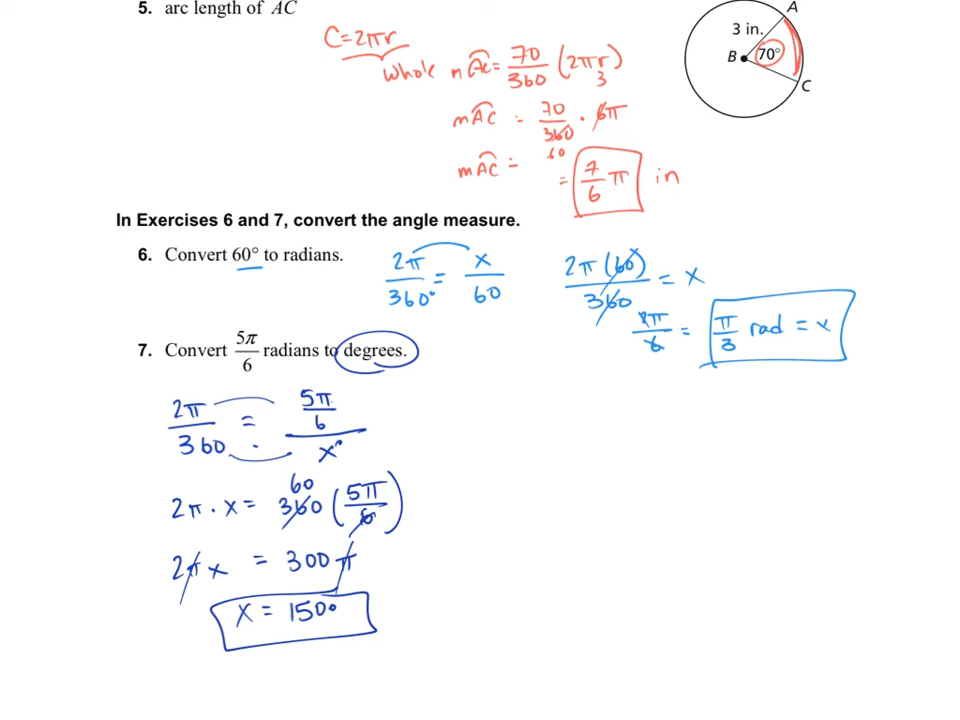 5. arc length of AC
C=2πr
whole
mAC = 70/360 (2πr)
3
mAC = 70/360 · 6π
60
mAC = = 7/6 π in
A
3 in.
B 70°
C
In Exercises 6 and 7, convert the angle measure.
6. Convert 60° to radians.
2π/360° = x/60
2π(60)/360 = x
2π/6 = π/3 rad = x
7. Convert 5π/6 radians to degrees.
2π/360 = 5π/6 / x°
60
2π · x = 360 (5π/6)
2π x = 300 π
x = 150°